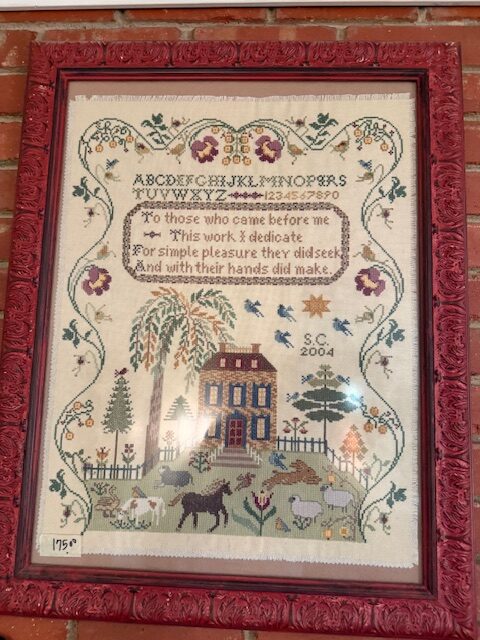 ABCDEFGHIJKLMNOPQRS
TUVWXYZ 1234567890
To those who came before me
This work I dedicate
For simple pleasure they did seek
And with their hands did make.
S.C.
2004
175⁰⁰